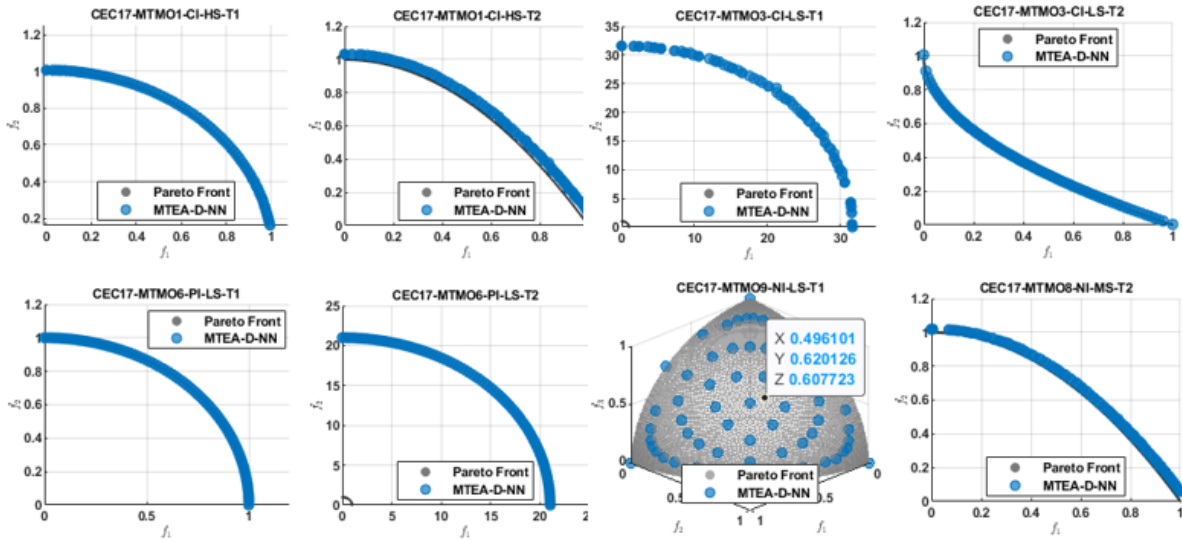 CEC17-MTMO1-CI-HS-T1
1.2
1
0.8
0.6
0.4
0.2
f₂
Pareto Front
MTEA-D-NN
0 0.2 0.4 0.6 0.8 1
f₁
CEC17-MTMO1-CI-HS-T2
1.2
1
0.8
0.6
0.4
0.2
0
f₂
Pareto Front
MTEA-D-NN
0 0.2 0.4 0.6 0.8
f₁
CEC17-MTMO3-CI-LS-T1
35
30
25
20
15
10
5
0
f₂
Pareto Front
MTEA-D-NN
0 10 20 30
f₁
CEC17-MTMO3-CI-LS-T2
1.2
1
0.8
0.6
0.4
0.2
0
f₂
Pareto Front
MTEA-D-NN
0 0.2 0.4 0.6 0.8 1
f₁
CEC17-MTMO6-PI-LS-T1
1.2
1
0.8
0.6
0.4
0.2
0
f₂
Pareto Front
MTEA-D-NN
0 0.5 1
f₁
CEC17-MTMO6-PI-LS-T2
25
20
15
10
5
0
f₂
Pareto Front
MTEA-D-NN
0 5 10 15 20
f₁
CEC17-MTMO9-NI-LS-T1
X 0.496101
Y 0.620126
Z 0.607723
1
0.5
0
0
Pareto Front
MTEA-D-NN
0.5
f₂
1 1
f₁
CEC17-MTMO8-NI-MS-T2
1.2
1
0.8
0.6
0.4
0.2
0
f₂
Pareto Front
MTEA-D-NN
0 0.2 0.4 0.6 0.8 1
f₁